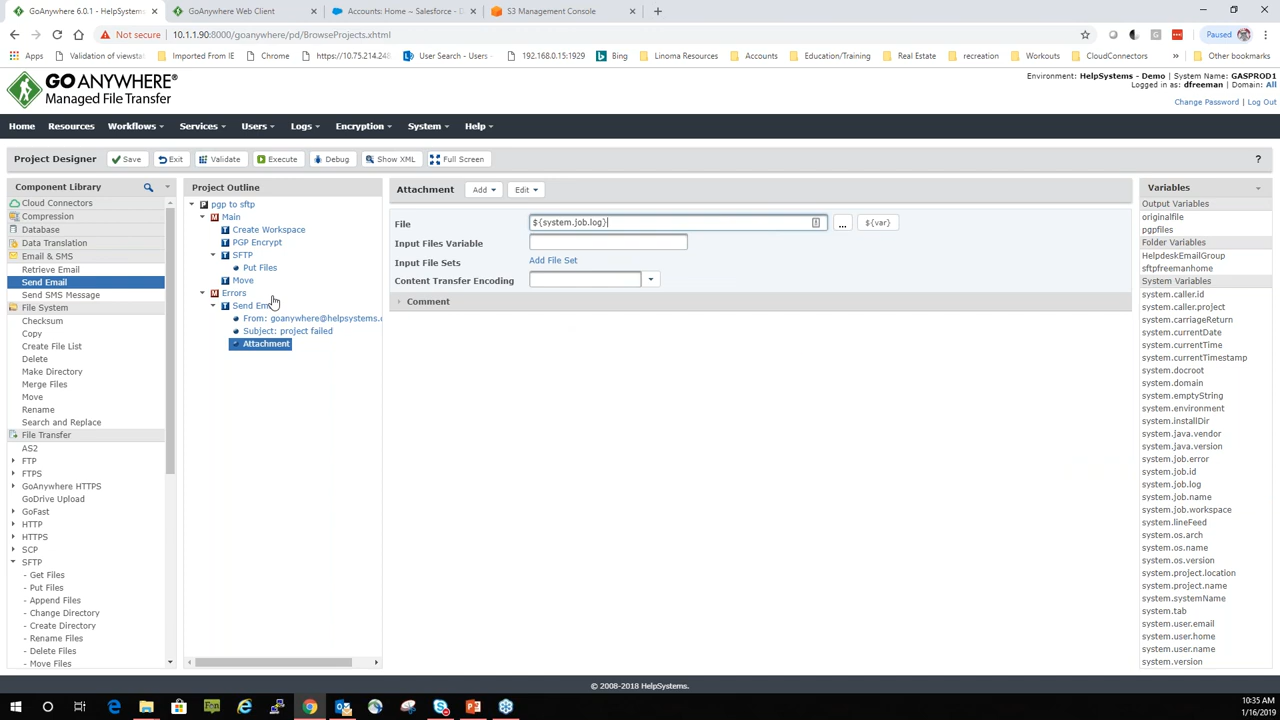 GoAnywhere 6.0.1 - HelpSystems
GoAnywhere Web Client
Accounts: Home ~ Salesforce - D
S3 Management Console
Not secure
10.1.1.90:8000/goanywhere/pd/BrowseProjects.xhtml
Paused
Apps
Validation of viewsta
Imported From IE
Chrome
https://10.75.214.248
User Search - Users
192.168.0.15:1929
Bing
Linoma Resources
Accounts
Education/Training
Real Estate
recreation
Workouts
CloudConnectors
Other bookmarks
GO ANYWHERE
Managed File Transfer
Environment: HelpSystems - Demo | System Name: GASPROD1
Logged in as: dfreeman | Domain: All
Change Password | Log Out
Home Resources Workflows Services Users Logs Encryption System Help
Project Designer Save Exit Validate Execute Debug Show XML Full Screen ?
Component Library
Cloud Connectors
Compression
Database
Data Translation
Email & SMS
Retrieve Email
Send Email
Send SMS Message
File System
Checksum
Copy
Create File List
Delete
Make Directory
Merge Files
Move
Rename
Search and Replace
File Transfer
AS2
FTP
FTPS
GoAnywhere HTTPS
GoDrive Upload
GoFast
HTTP
HTTPS
SCP
SFTP
- Get Files
- Put Files
- Append Files
- Change Directory
- Create Directory
- Rename Files
- Delete Files
- Move Files
Project Outline
pgp to sftp
Main
Create Workspace
PGP Encrypt
SFTP
Put Files
Move
Errors
Send Em
From: goanywhere@helpsystems.c
Subject: project failed
Attachment
Attachment Add Edit
File ${system.job.log} ... ${var}
Input Files Variable
Input File Sets Add File Set
Content Transfer Encoding
Comment
Variables
Output Variables
originalfile
pgpfiles
Folder Variables
HelpdeskEmailGroup
sftpfreemanhome
System Variables
system.caller.id
system.caller.job
system.carriageReturn
system.currentDate
system.currentTime
system.currentTimestamp
system.docroot
system.domain
system.emptyString
system.environment
system.installDir
system.java.vendor
system.java.version
system.job.error
system.job.id
system.job.log
system.job.name
system.job.workspace
system.lineFeed
system.os.arch
system.os.name
system.os.version
system.project.location
system.project.name
system.systemName
system.tab
system.user.email
system.user.home
system.user.name
system.version
© 2008-2018 HelpSystems.
10:35 AM
1/16/2019